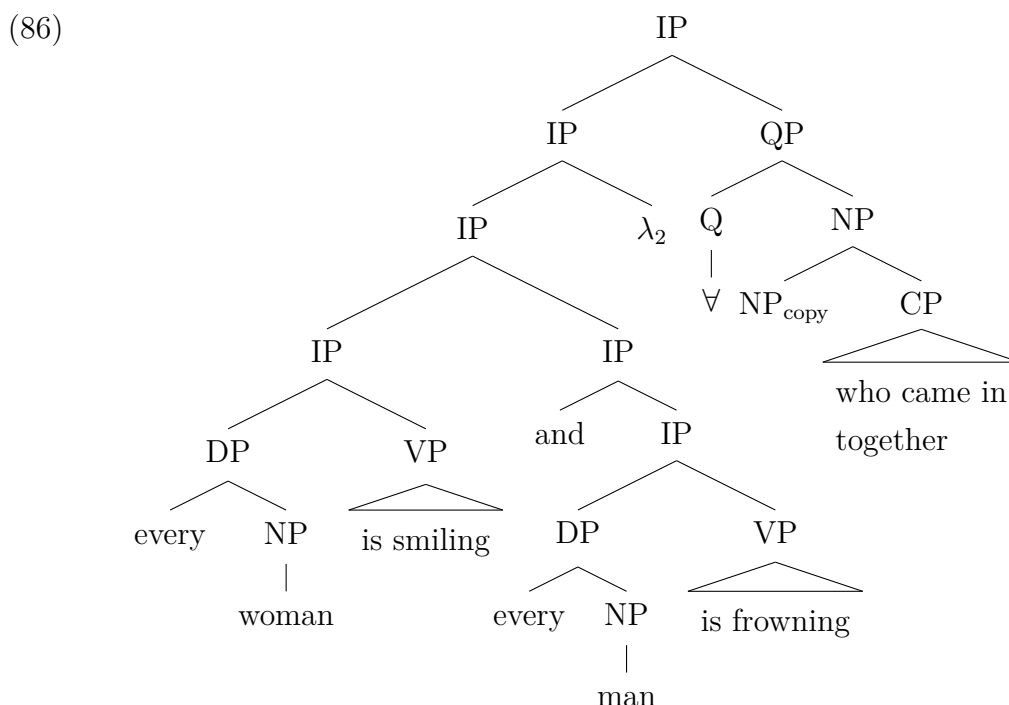 (86) IP
IP QP
IP λ₂ Q NP
IP IP ∀ NPcopy CP
DP VP and IP who came in
together
every NP is smiling DP VP
woman every NP is frowning
man